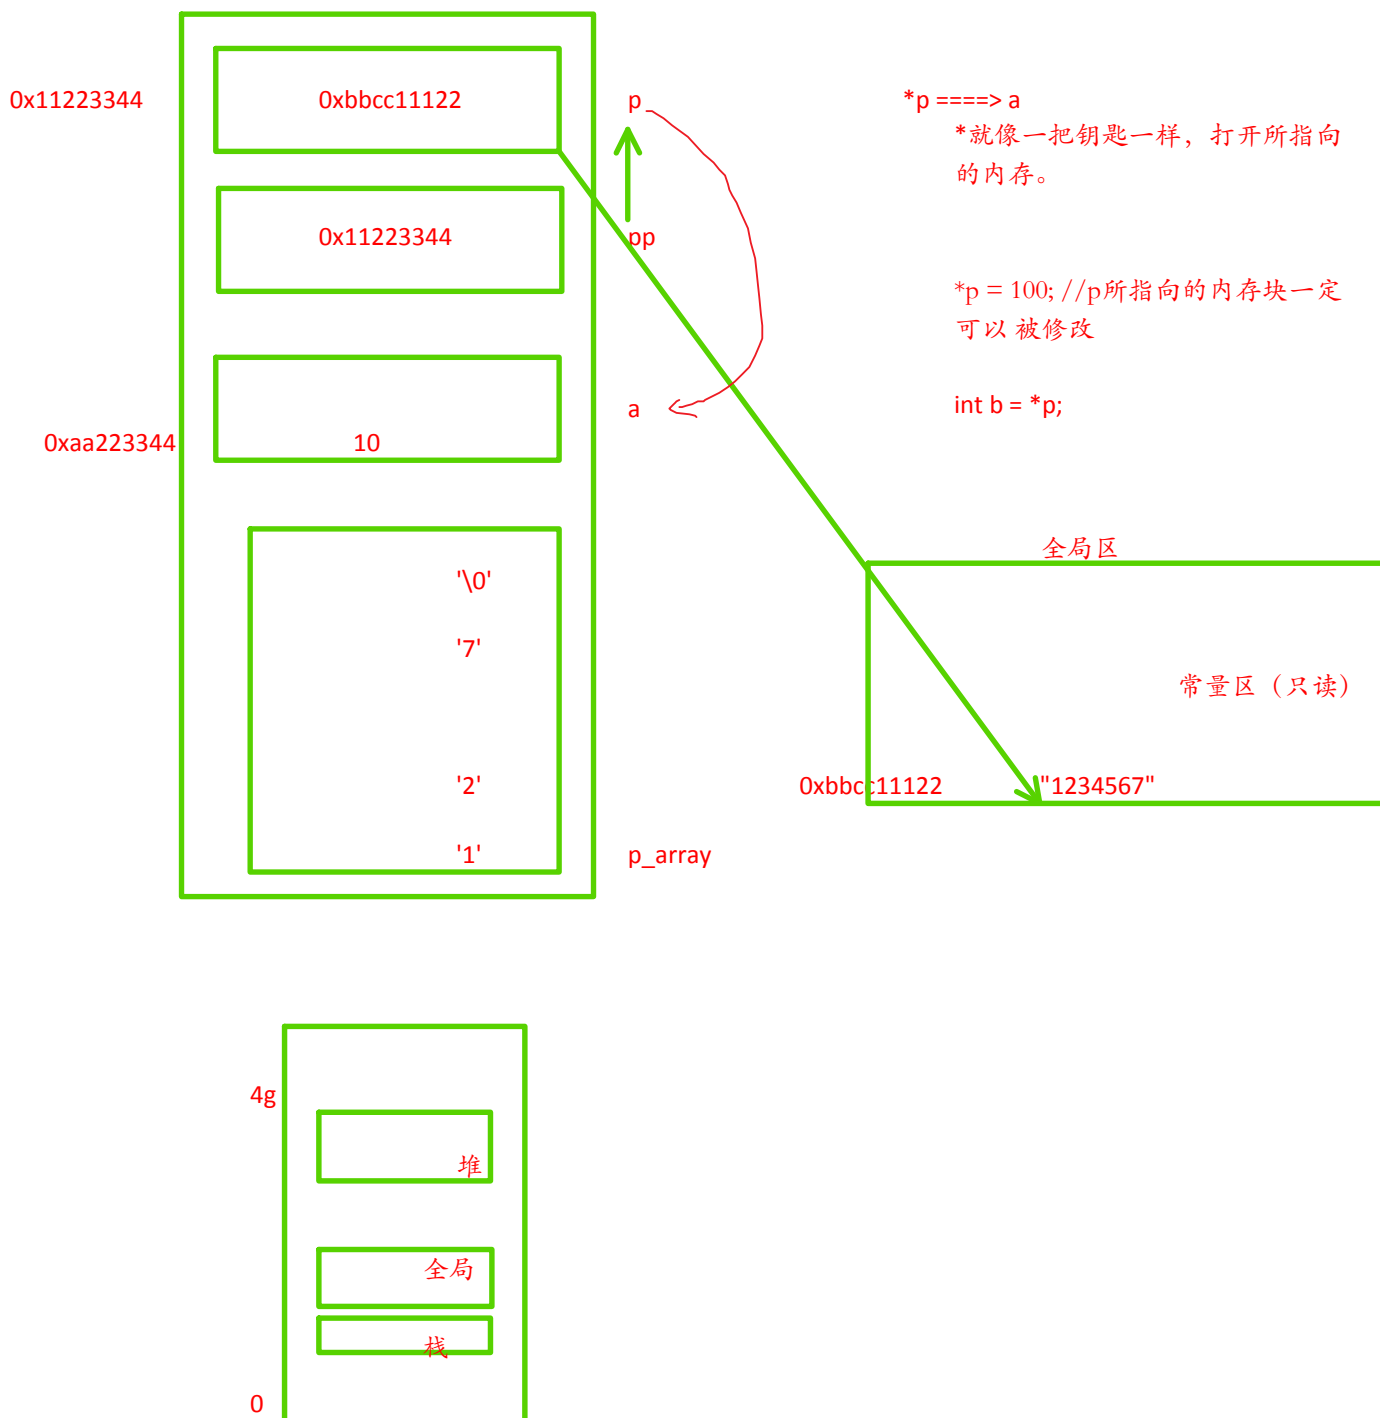 0x11223344
0xbbcc11122
p
*p ====> a
*就像一把钥匙一样，打开所指向
的内存。
0x11223344
pp
*p = 100; //p所指向的内存块一定
可以 被修改
a
int b = *p;
0xaa223344
10
全局区
'\0'
'7'
常量区（只读）
'2'
0xbbcc11122
"1234567"
'1'
p_array
4g
堆
全局
栈
0